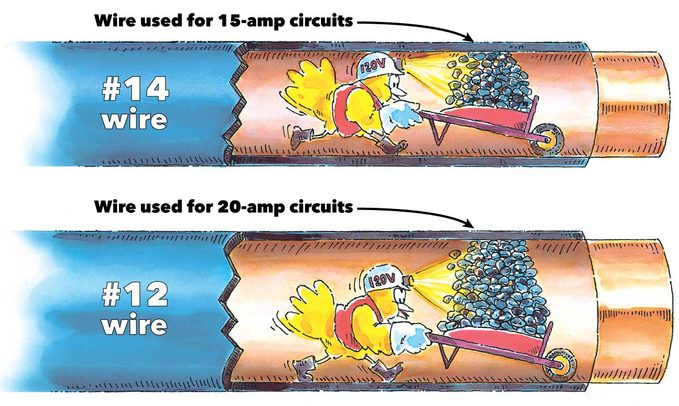 Wire used for 15-amp circuits
120V
#14
wire
Wire used for 20-amp circuits
120V
#12
wire